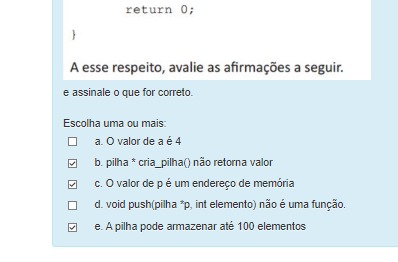 return 0;
}
A esse respeito, avalie as afirmações a seguir.
e assinale o que for correto.
Escolha uma ou mais:
a. O valor de a é 4
b. pilha * cria_pilha() não retorna valor
c. O valor de p é um endereço de memória
d. void push(pilha *p, int elemento) não é uma função.
e. A pilha pode armazenar até 100 elementos